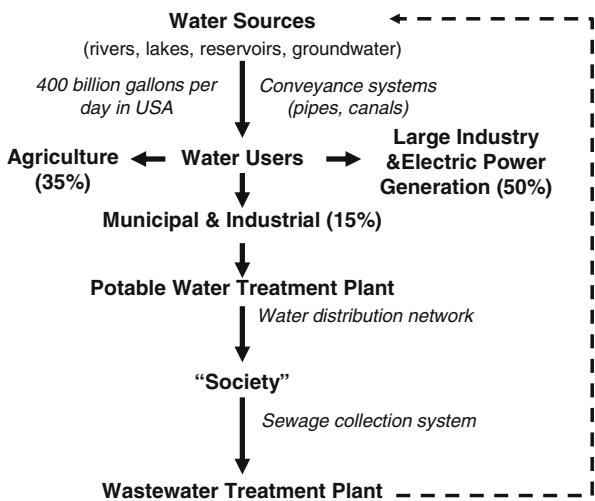 Water Sources
(rivers, lakes, reservoirs, groundwater)
400 billion gallons per
day in USA
Conveyance systems
(pipes, canals)
Agriculture
(35%)
Water Users
Large Industry
&Electric Power
Generation (50%)
Municipal & Industrial (15%)
Potable Water Treatment Plant
Water distribution network
“Society”
Sewage collection system
Wastewater Treatment Plant